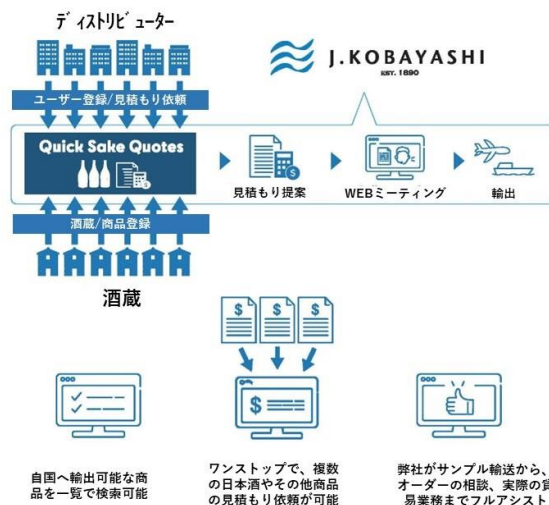 ディストリビューター
J.KOBAYASHI
EST. 1890
ユーザー登録/見積もり依頼
Quick Sake Quotes
見積もり提案
WEBミーティング
輸出
酒蔵/商品登録
酒蔵
$ $ $
$
自国へ輸出可能な商
品を一覧で検索可能
ワンストップで、複数
の日本酒やその他商品
の見積もり依頼が可能
弊社がサンプル輸送から、
オーダーの相談、実際の貿
易業務までフルアシスト